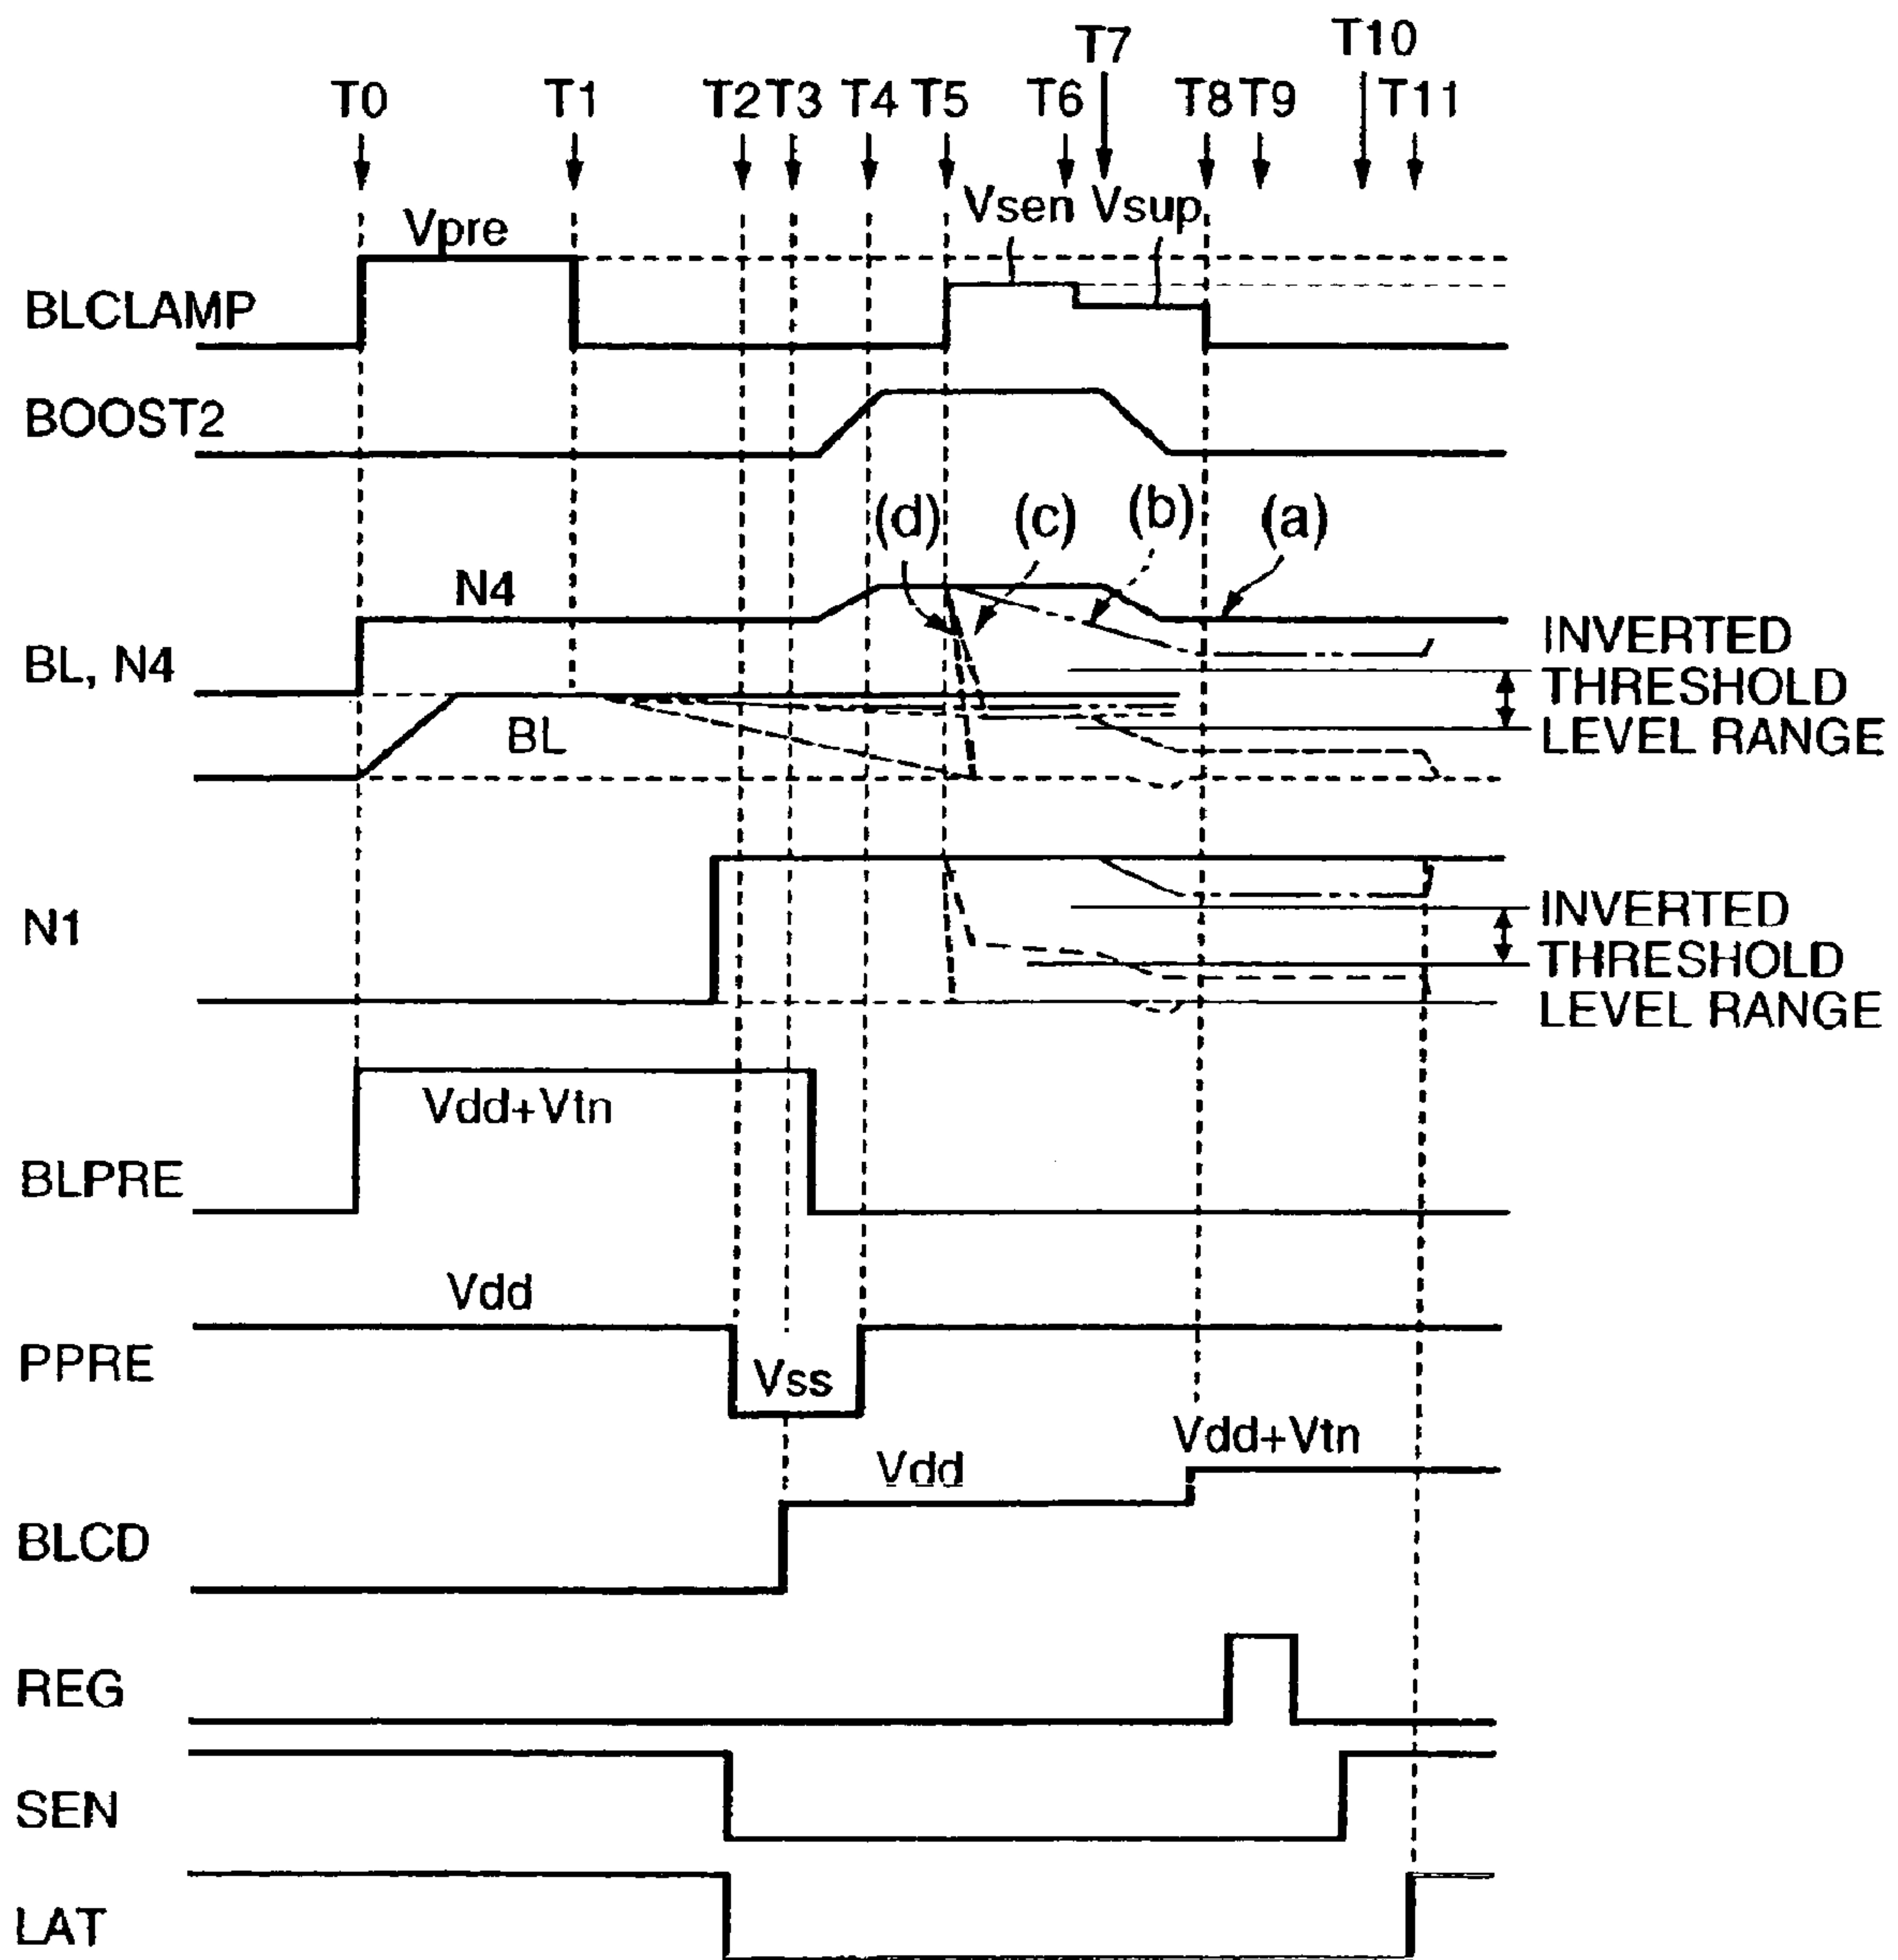 T7
T10
T0 T1 T2 T3 T4 T5 T6 T8 T9 T11
Vpre Vsen Vsup
BLCLAMP
BOOST2
(d) (c) (b) (a)
N4
BL, N4
BL
INVERTED
THRESHOLD
LEVEL RANGE
N1
INVERTED
THRESHOLD
LEVEL RANGE
Vdd+Vtn
BLPRE
Vdd
PPRE
Vss
Vdd+Vtn
Vdd
BLCD
REG
SEN
LAT